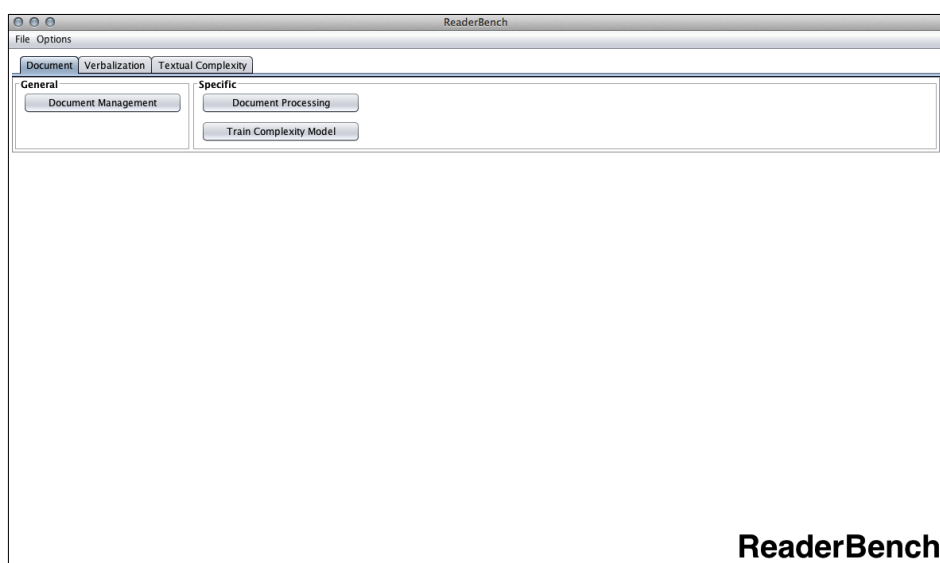 ReaderBench
File Options
Document Verbalization Textual Complexity
General Specific
Document Management Document Processing
Train Complexity Model
ReaderBench